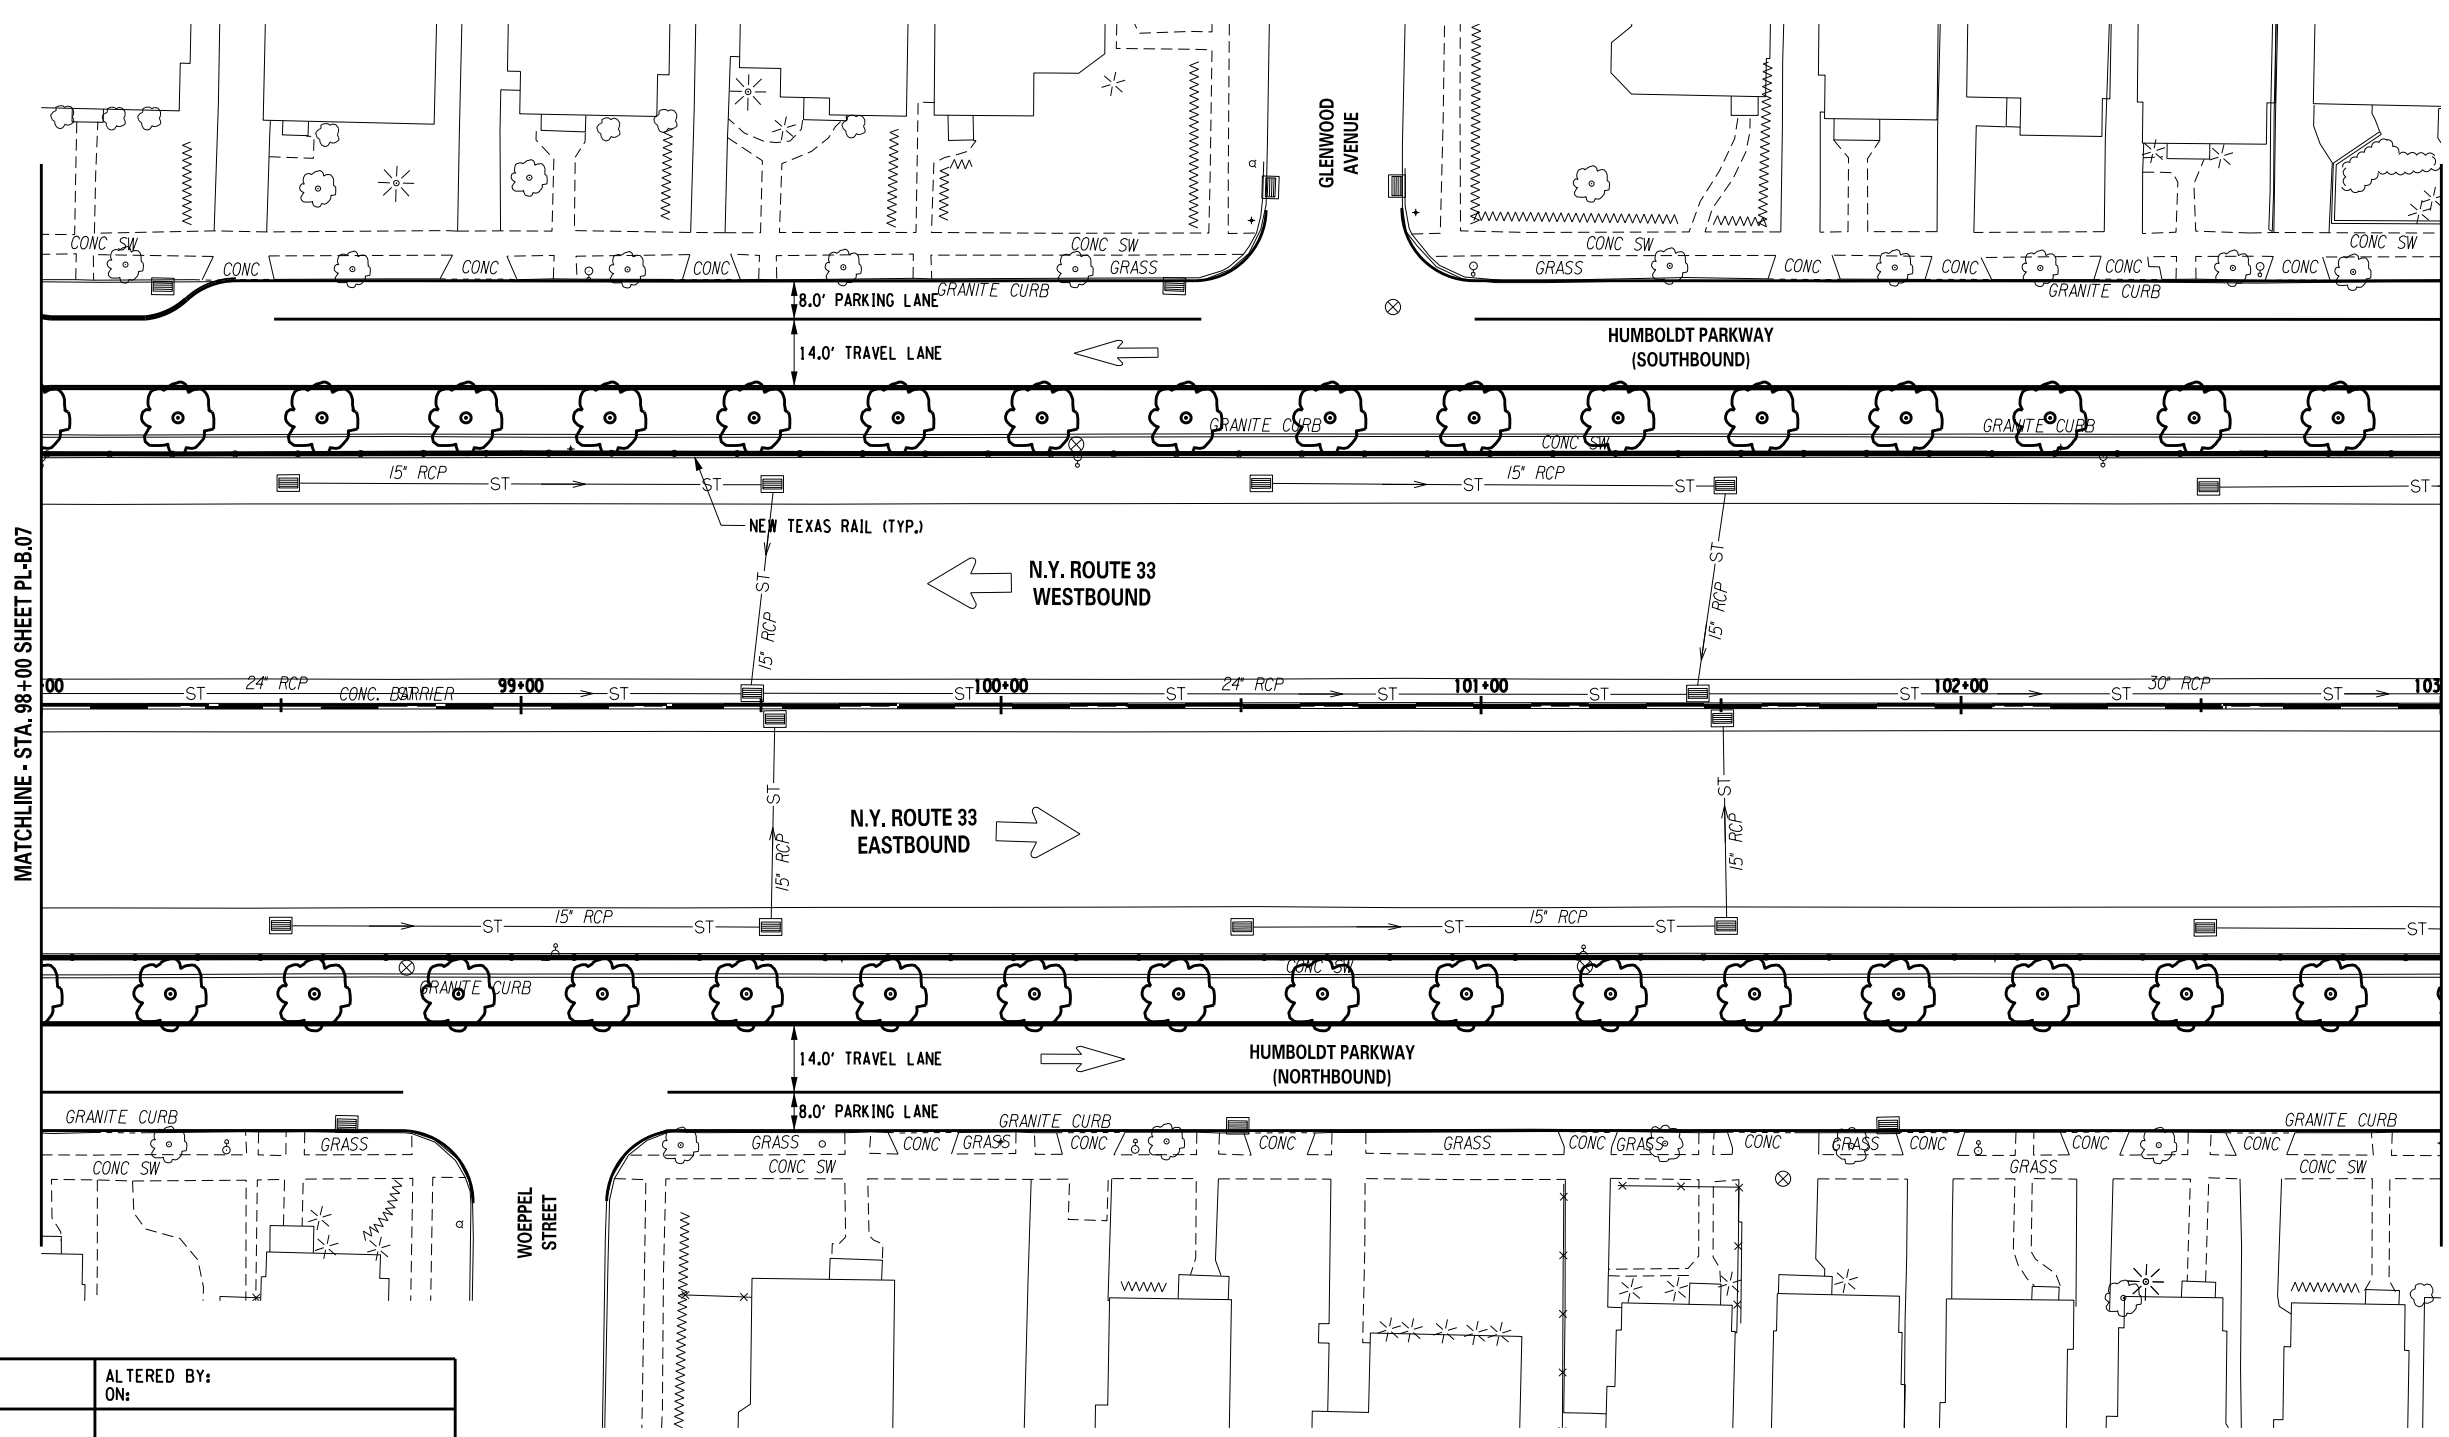 GLENWOOD
AVENUE
CONC SW
CONC SW
CONC SW
CONC SW
CONC
CONC
CONC
GRASS
GRASS
CONC
CONC
CONC
CONC
GRANITE CURB
GRANITE CURB
8.0' PARKING LANE
14.0' TRAVEL LANE
HUMBOLDT PARKWAY
(SOUTHBOUND)
GRANITE CURB
GRANITE CURB
CONC SW
15" RCP
ST
ST
15" RCP
ST
ST
ST
NEW TEXAS RAIL (TYP.)
ST
15" RCP
ST
15" RCP
N.Y. ROUTE 33
WESTBOUND
MATCHLINE - STA. 98+00 SHEET PL-B.07
+00
ST
24" RCP
CONC. BARRIER
ST
99+00
ST
ST
100+00
ST
24" RCP
ST
101+00
ST
ST
102+00
ST
30" RCP
ST
103
ST
15" RCP
ST
15" RCP
N.Y. ROUTE 33
EASTBOUND
ST
15" RCP
ST
ST
15" RCP
ST
ST
CONC SW
GRANITE CURB
14.0' TRAVEL LANE
HUMBOLDT PARKWAY
(NORTHBOUND)
8.0' PARKING LANE
GRANITE CURB
GRANITE CURB
GRANITE CURB
GRASS
GRASS
CONC
GRASS
CONC
CONC
GRASS
CONC
GRASS
CONC
GRASS
CONC
CONC
CONC
CONC SW
CONC SW
GRASS
CONC SW
WOEPPEL
STREET
ALTERED BY:
ON: